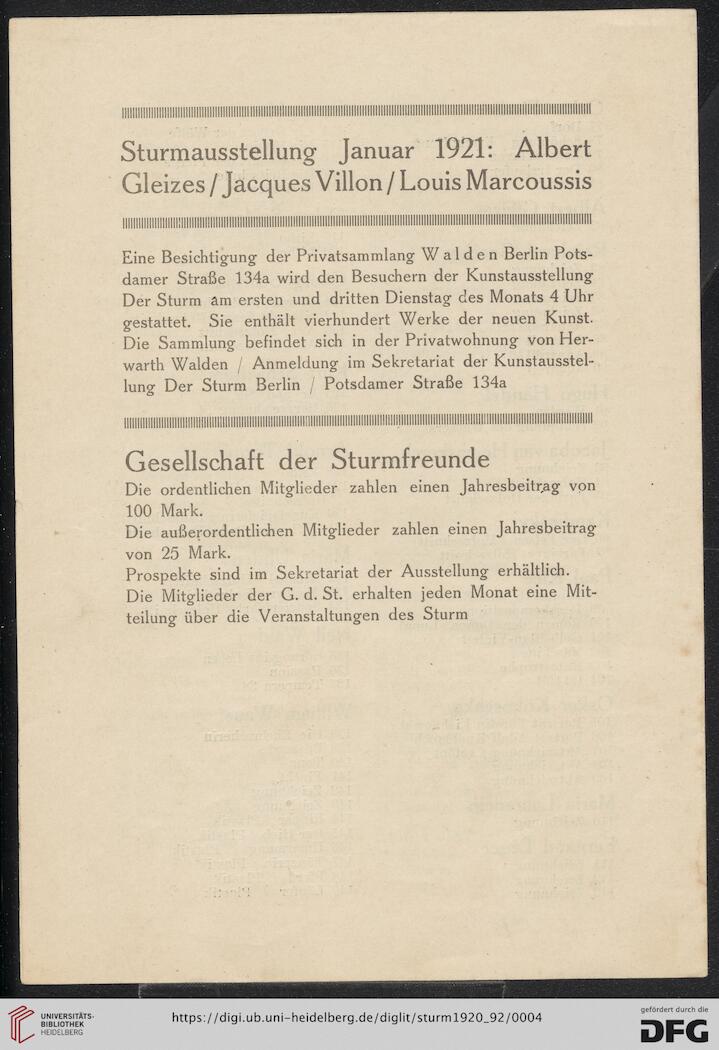 Sturmausstellung Januar 1921: Albert
Gleizes / Jacques Villon / Louis Marcoussis
Eine Besichtigung der Privatsammlang Walden Berlin Pots-
damer Straße 134a wird den Besuchern der Kunstausstellung
Der Sturm am ersten und dritten Dienstag des Monats 4 Uhr
gestattet. Sie enthält vierhundert Werke der neuen Kunst.
Die Sammlung befindet sich in der Privatwohnung von Her-
warth Walden / Anmeldung im Sekretariat der Kunstausstel-
lung Der Sturm Berlin / Potsdamer Straße 134a
Gesellschaft der Sturmfreunde
Die ordentlichen Mitglieder zahlen einen Jahresbeitrag von
100 Mark.
Die außerordentlichen Mitglieder zahlen einen Jahresbeitrag
von 25 Mark.
Prospekte sind im Sekretariat der Ausstellung erhältlich.
Die Mitglieder der G. d. St. erhalten jeden Monat eine Mit-
teilung über die Veranstaltungen des Sturm
UNIVERSITÄTS-
BIBLIOTHEK
HEIDELBERG
https://digi.ub.uni-heidelberg.de/diglit/sturm1920_92/0004
gefördert durch die
DFG